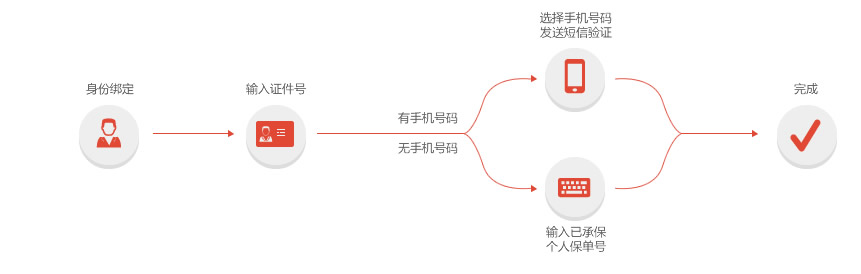 身份绑定
输入证件号
有手机号码
无手机号码
选择手机号码
发送短信验证
输入已承保
个人保单号
完成